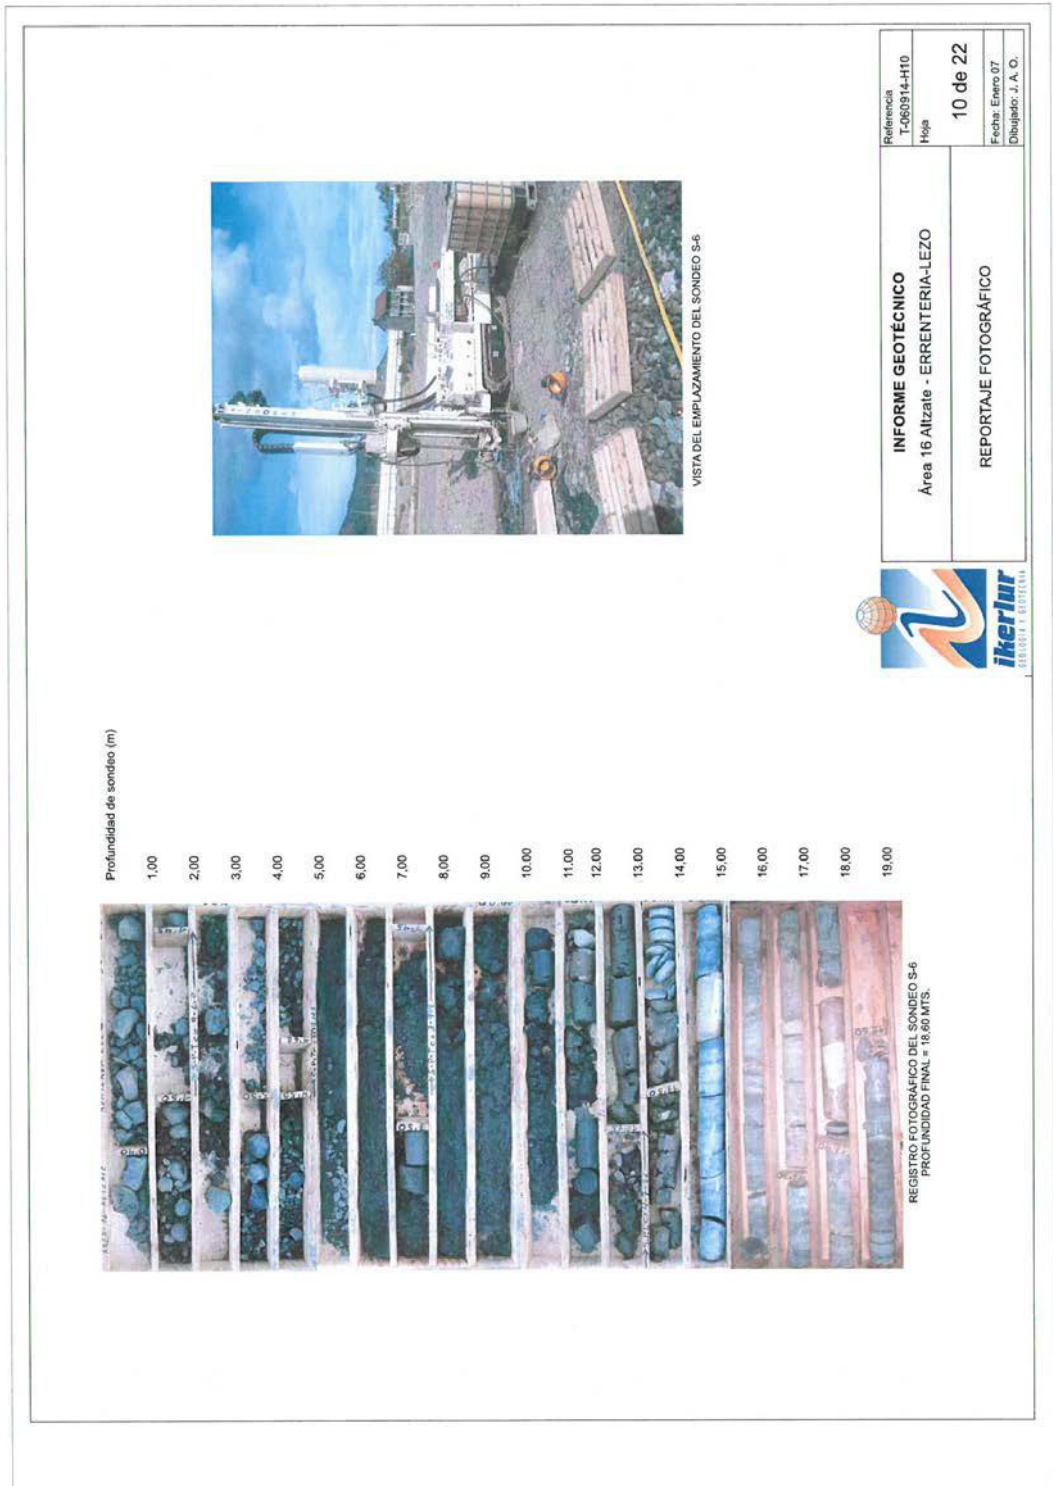 Profundidad de sondeo (m)
1,00
2,00
3,00
4,00
5,00
6,00
7,00
8,00
9.00
10.00
11,00
12.00
13.00
14,00
15,00
16,00
17,00
18,00
19,00
REGISTRO FOTOGRÁFICO DEL SONDEO S-6
PROFUNDIDAD FINAL = 18,60 MTS.
VISTA DEL EMPLAZAMIENTO DEL SONDEO S-6
ikerlur
GEOLOGIA Y GEOTECNIA
INFORME GEOTÉCNICO
Área 16 Altzate - ERRENTERIA-LEZO
REPORTAJE FOTOGRÁFICO
Referencia
T-060914-H10
Hoja
10 de 22
Fecha: Enero 07
Dibujado: J. A. O.